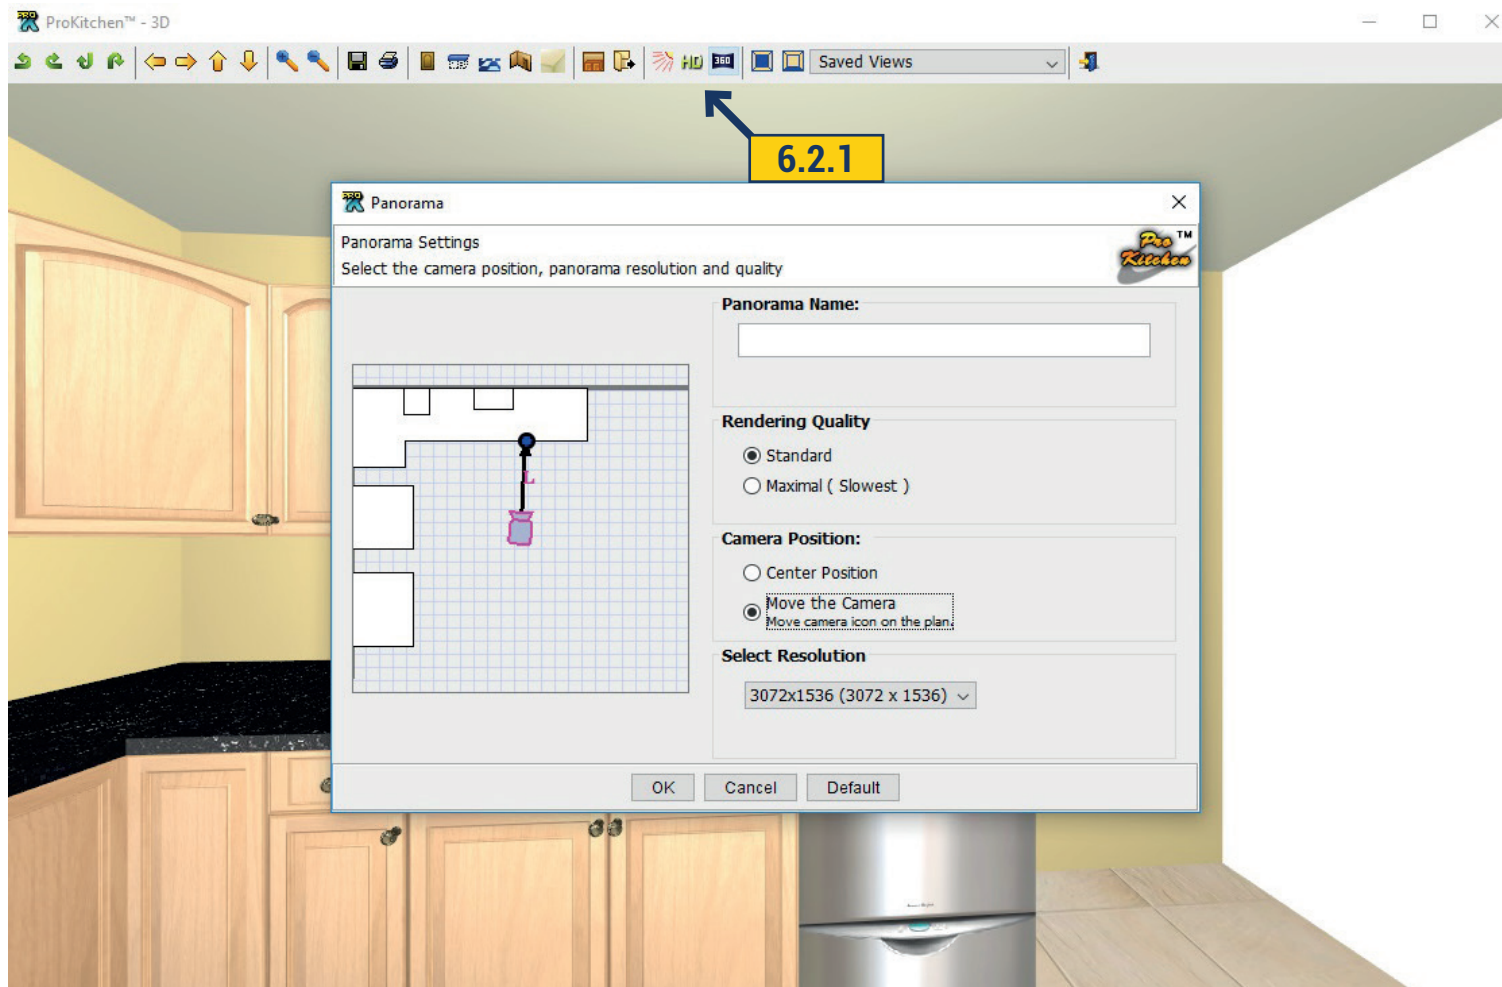 ProKitchen™ - 3D
HD
360
Saved Views
6.2.1
PRO
Panorama
Panorama Settings
Select the camera position, panorama resolution and quality
Pro ™
Kitchen
Panorama Name:
Rendering Quality
Standard
Maximal ( Slowest )
L
Camera Position:
Center Position
Move the Camera
Move camera icon on the plan.
Select Resolution
3072x1536 (3072 x 1536)
OK
Cancel
Default